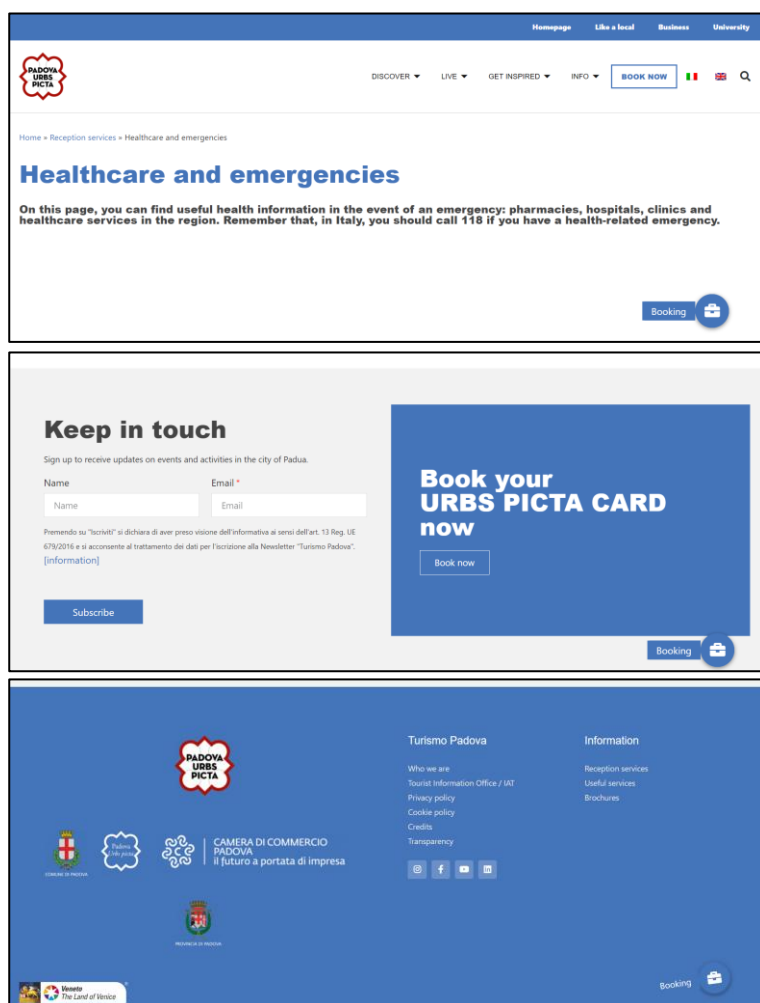 Homepage Like a local Business University
PADOVA
URBS
PICTA
DISCOVER LIVE GET INSPIRED INFO BOOK NOW
Home » Reception services » Healthcare and emergencies
Healthcare and emergencies
On this page, you can find useful health information in the event of an emergency: pharmacies, hospitals, clinics and
healthcare services in the region. Remember that, in Italy, you should call 118 if you have a health-related emergency.
Booking
Keep in touch
Sign up to receive updates on events and activities in the city of Padua.
Name Email *
Name Email
Premendo su "Iscriviti" si dichiara di aver preso visione dell'informativa ai sensi dell'art. 13 Reg. UE
679/2016 e si acconsente al trattamento dei dati per l'iscrizione alla Newsletter "Turismo Padova".
[information]
Subscribe
Book your
URBS PICTA CARD
now
Book now
Booking
PADOVA
URBS
PICTA
COMUNE DI PADOVA
Padova
Urbs picta
CAMERA DI COMMERCIO
PADOVA
il futuro a portata di impresa
PROVINCIA DI PADOVA
Veneto
The Land of Venice
Turismo Padova
Who we are
Tourist Information Office / IAT
Privacy policy
Cookie policy
Credits
Transparency
Information
Reception services
Useful services
Brochures
Booking